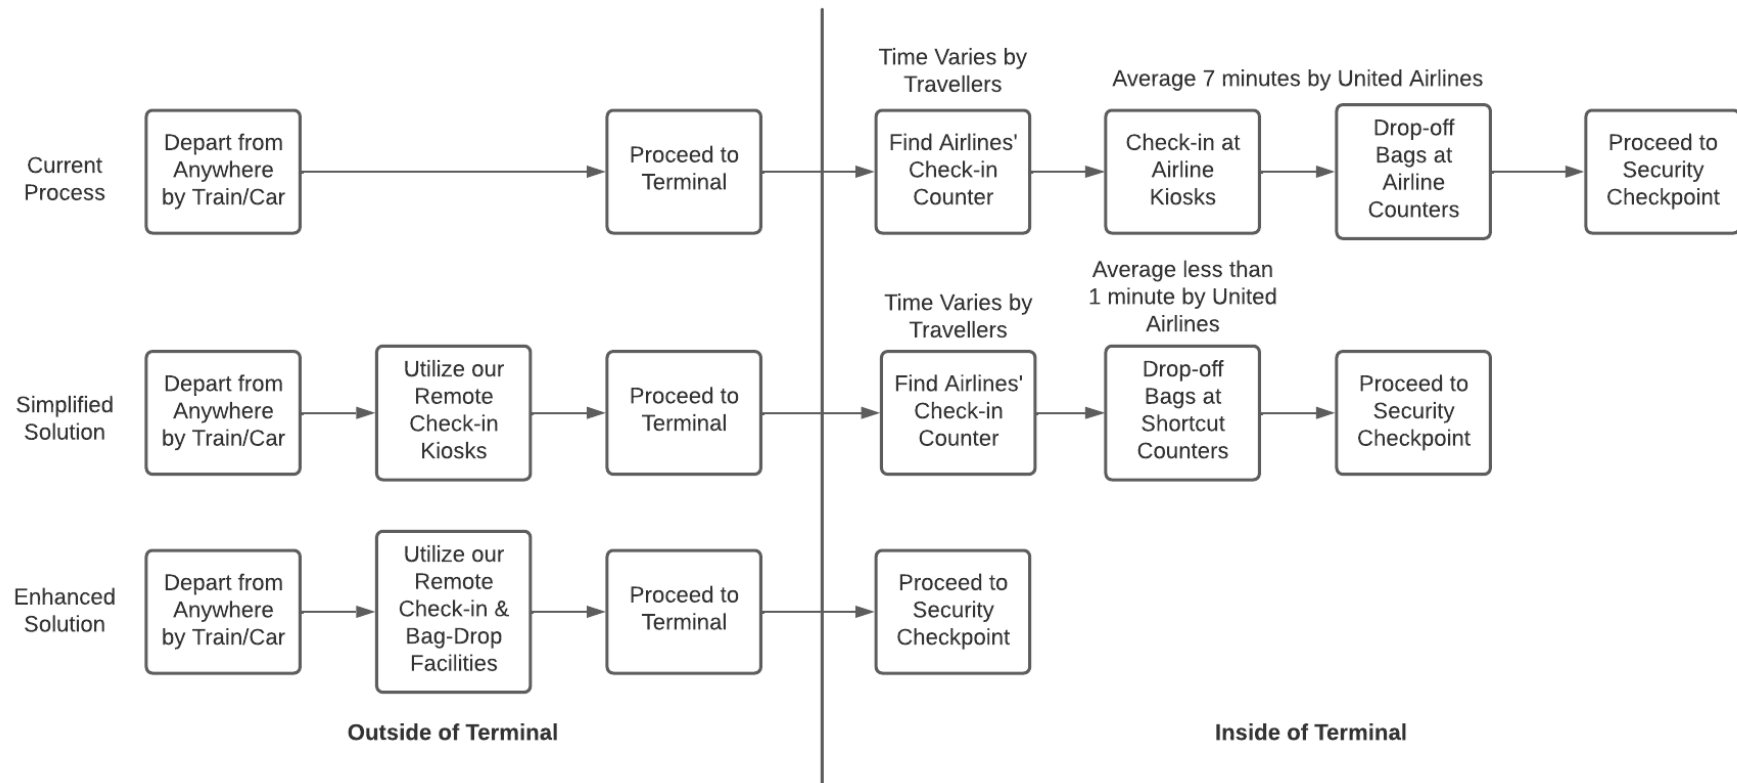 Time Varies by
Travellers
Average 7 minutes by United Airlines
Current
Process
Depart from
Anywhere
by Train/Car
Proceed to
Terminal
Find Airlines'
Check-in
Counter
Check-in at
Airline
Kiosks
Drop-off
Bags at
Airline
Counters
Proceed to
Security
Checkpoint
Time Varies by
Travellers
Average less than
1 minute by United
Airlines
Simplified
Solution
Depart from
Anywhere
by Train/Car
Utilize our
Remote
Check-in
Kiosks
Proceed to
Terminal
Find Airlines'
Check-in
Counter
Drop-off
Bags at
Shortcut
Counters
Proceed to
Security
Checkpoint
Enhanced
Solution
Depart from
Anywhere
by Train/Car
Utilize our
Remote
Check-in &
Bag-Drop
Facilities
Proceed to
Terminal
Proceed to
Security
Checkpoint
Outside of Terminal
Inside of Terminal